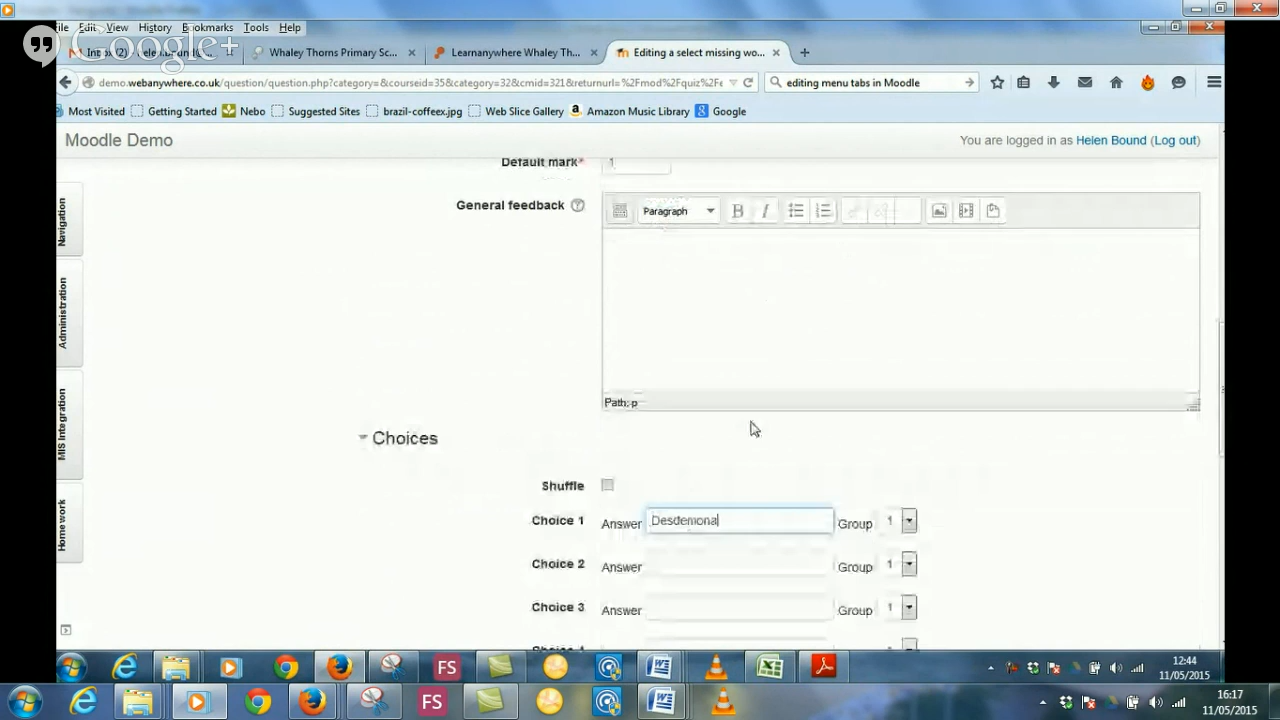 File Edit View History Bookmarks Tools Help
Google+
Whaley Thorns Primary Sc... Learnanywhere Whaley Th... Editing a select missing wo...
demo.webanywhere.co.uk/question/question.php?category=&courseid=35&category=32&cmid=321&returnurl=%2Fmod%2Fquiz%2Fe editing menu tabs in Moodle
Most Visited Getting Started Nebo Suggested Sites brazil-coffeex.jpg Web Slice Gallery Amazon Music Library Google
Moodle Demo You are logged in as Helen Bound (Log out)
Default mark* 1
General feedback Paragraph B I
Navigation
Administration
MIS Integration
Homework
Path: p
Choices
Shuffle
Choice 1 Answer Desdemona Group 1
Choice 2 Answer Group 1
Choice 3 Answer Group 1
FS 12:44
11/05/2015
FS 16:17
11/05/2015